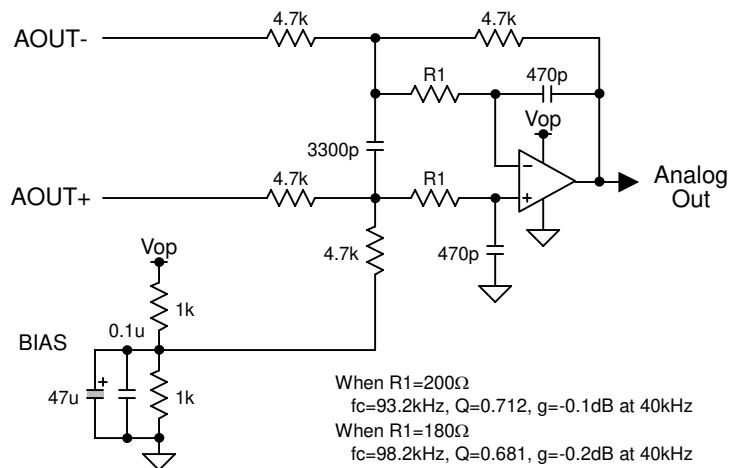 4.7k
4.7k
AOUT-
R1
470p
Vop
3300p
4.7k
R1
Analog
Out
AOUT+
Vop
4.7k
470p
1k
0.1u
BIAS
47u
+
1k
-
+
When R1=200Ω
fc=93.2kHz, Q=0.712, g=-0.1dB at 40kHz
When R1=180Ω
fc=98.2kHz, Q=0.681, g=-0.2dB at 40kHz